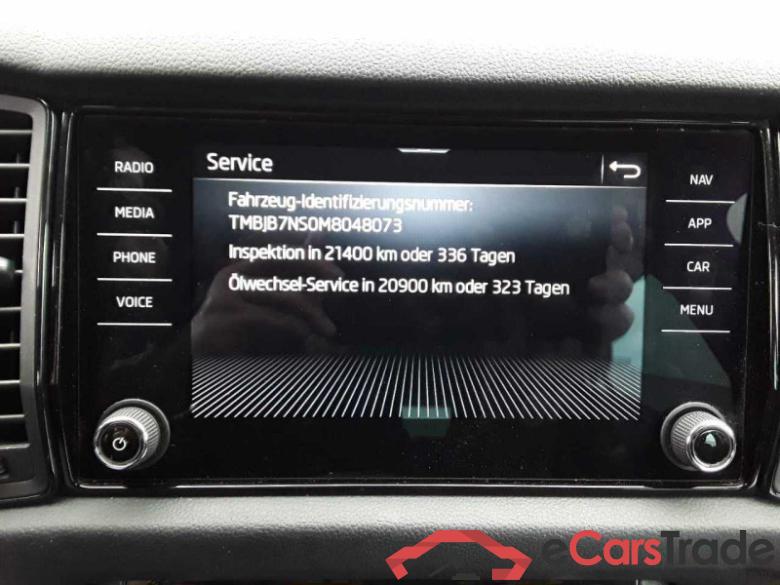 RADIO
MEDIA
PHONE
VOICE
Service
Fahrzeug-Identifizierungsnummer:
TMBJB7NS0M8048073
Inspektion in 21400 km oder 336 Tagen
Ölwechsel-Service in 20900 km oder 323 Tagen
NAV
APP
CAR
MENU
eCarsTrade